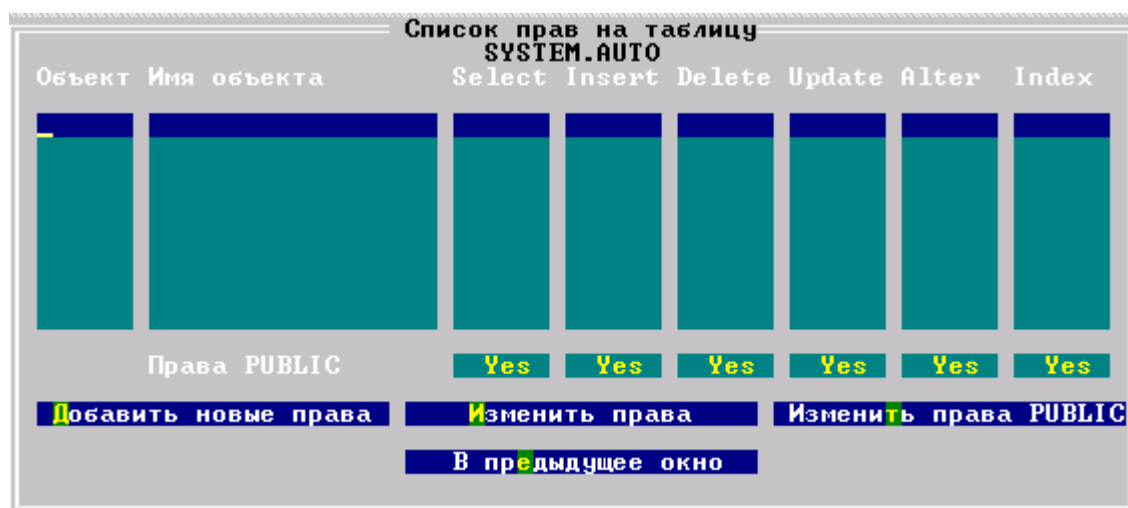 Список прав на таблицу
SYSTEM.AUTO
Объект Имя объекта Select Insert Delete Update Alter Index
Права PUBLIC Yes Yes Yes Yes Yes Yes
Добавить новые права Изменить права Изменить права PUBLIC
В предыдущее окно